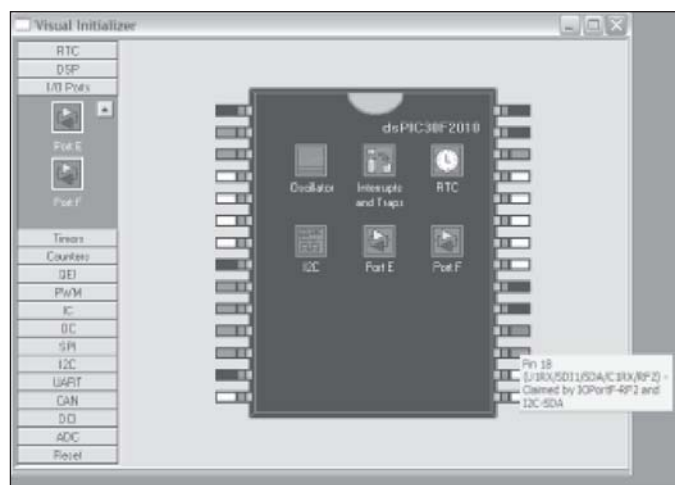 Visual Initializer
RTC
DSP
I/O Ports
Port E
Port F
Timers
Counters
QEI
PWM
IC
OC
SPI
I2C
UART
CAN
DCI
ADC
Reset
dsPIC30F2010
Oscillator
Interrupts
and Traps
RTC
I2C
Port E
Port F
Pin 18
(U1RX/SDI1/SDA/C1RX/RF2) -
Claimed by IOPortF-RF2 and
I2C-SDA